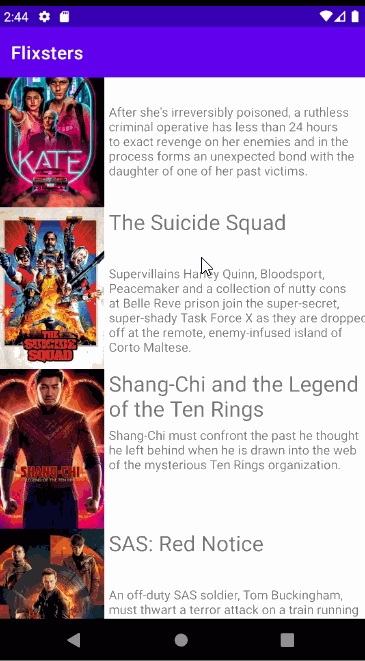 2:44
Flixsters
KATE
After she's irreversibly poisoned, a ruthless
criminal operative has less than 24 hours
to exact revenge on her enemies and in the
process forms an unexpected bond with the
daughter of one of her past victims.
The Suicide Squad
THE
SUICIDE
SQUAD
Supervillains Harley Quinn, Bloodsport,
Peacemaker and a collection of nutty cons
at Belle Reve prison join the super-secret,
super-shady Task Force X as they are dropped
off at the remote, enemy-infused island of
Corto Maltese.
Shang-Chi and the Legend
of the Ten Rings
SHANG-CHI
Shang-Chi must confront the past he thought
he left behind when he is drawn into the web
of the mysterious Ten Rings organization.
SAS: Red Notice
An off-duty SAS soldier, Tom Buckingham,
must thwart a terror attack on a train running